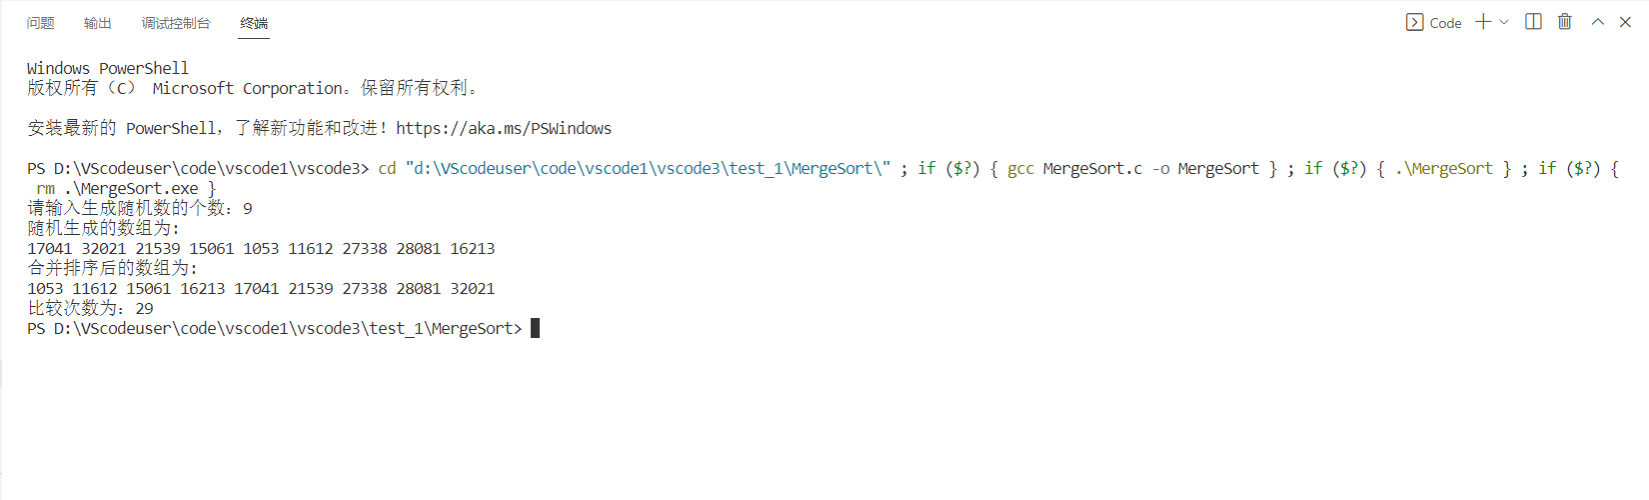 问题 输出 调试控制台 终端 Code
Windows PowerShell
版权所有（C） Microsoft Corporation。保留所有权利。
安装最新的 PowerShell，了解新功能和改进！https://aka.ms/PSWindows
PS D:\VScodeuser\code\vscode1\vscode3> cd "d:\VScodeuser\code\vscode1\vscode3\test_1\MergeSort\" ; if ($?) { gcc MergeSort.c -o MergeSort } ; if ($?) { .\MergeSort } ; if ($?) {
rm .\MergeSort.exe }
请输入生成随机数的个数：9
随机生成的数组为:
17041 32021 21539 15061 1053 11612 27338 28081 16213
合并排序后的数组为:
1053 11612 15061 16213 17041 21539 27338 28081 32021
比较次数为：29
PS D:\VScodeuser\code\vscode1\vscode3\test_1\MergeSort>